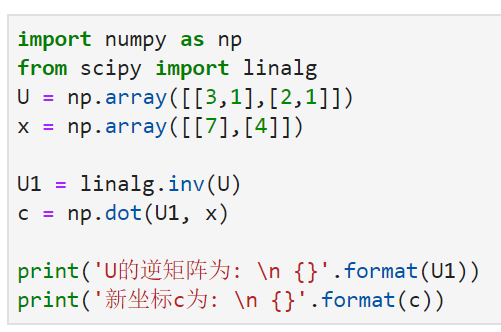 import numpy as np
from scipy import linalg
U = np.array([[3,1],[2,1]])
x = np.array([[7],[4]])
U1 = linalg.inv(U)
c = np.dot(U1, x)
print('U的逆矩阵为: \n {}'.format(U1))
print('新坐标c为: \n {}'.format(c))